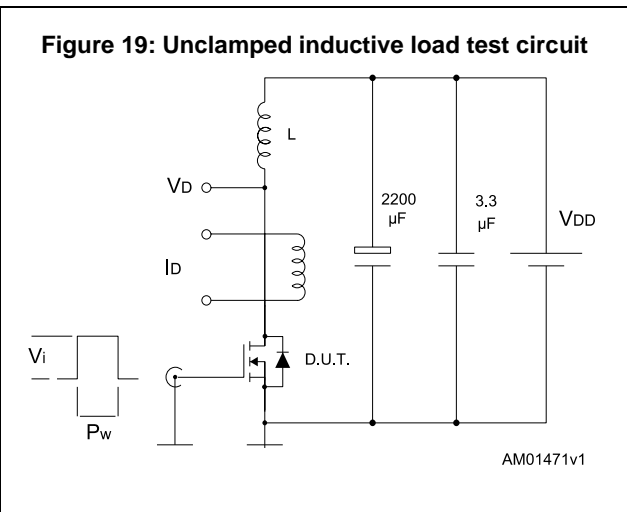 Figure 19: Unclamped inductive load test circuit
L
VD
2200
µF
3.3
µF
VDD
ID
Vi
D.U.T.
Pw
AM01471v1